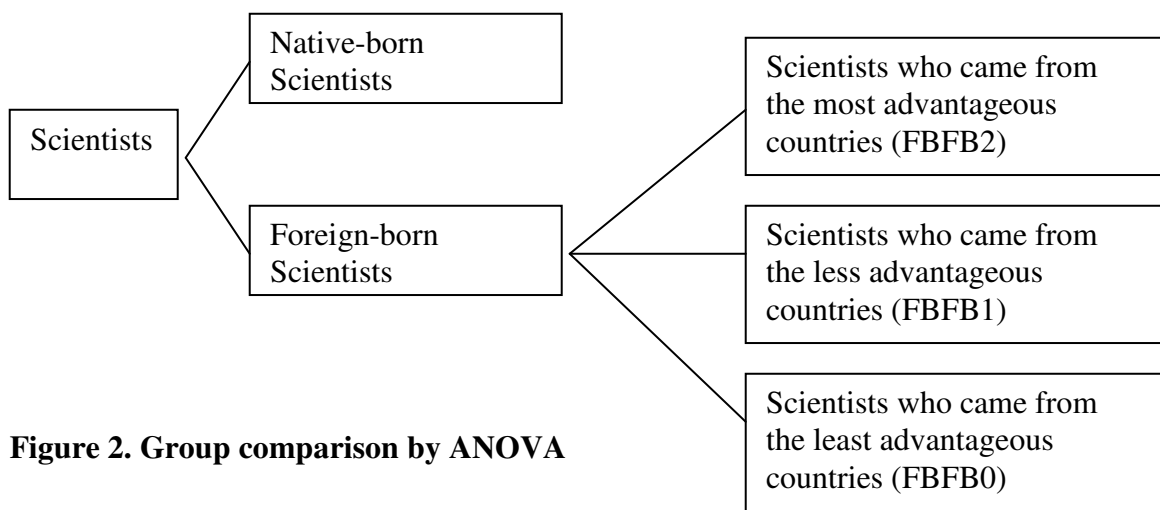 Scientists
Native-born
Scientists
Foreign-born
Scientists
Scientists who came from
the most advantageous
countries (FBFB2)
Scientists who came from
the less advantageous
countries (FBFB1)
Scientists who came from
the least advantageous
countries (FBFB0)
Figure 2. Group comparison by ANOVA